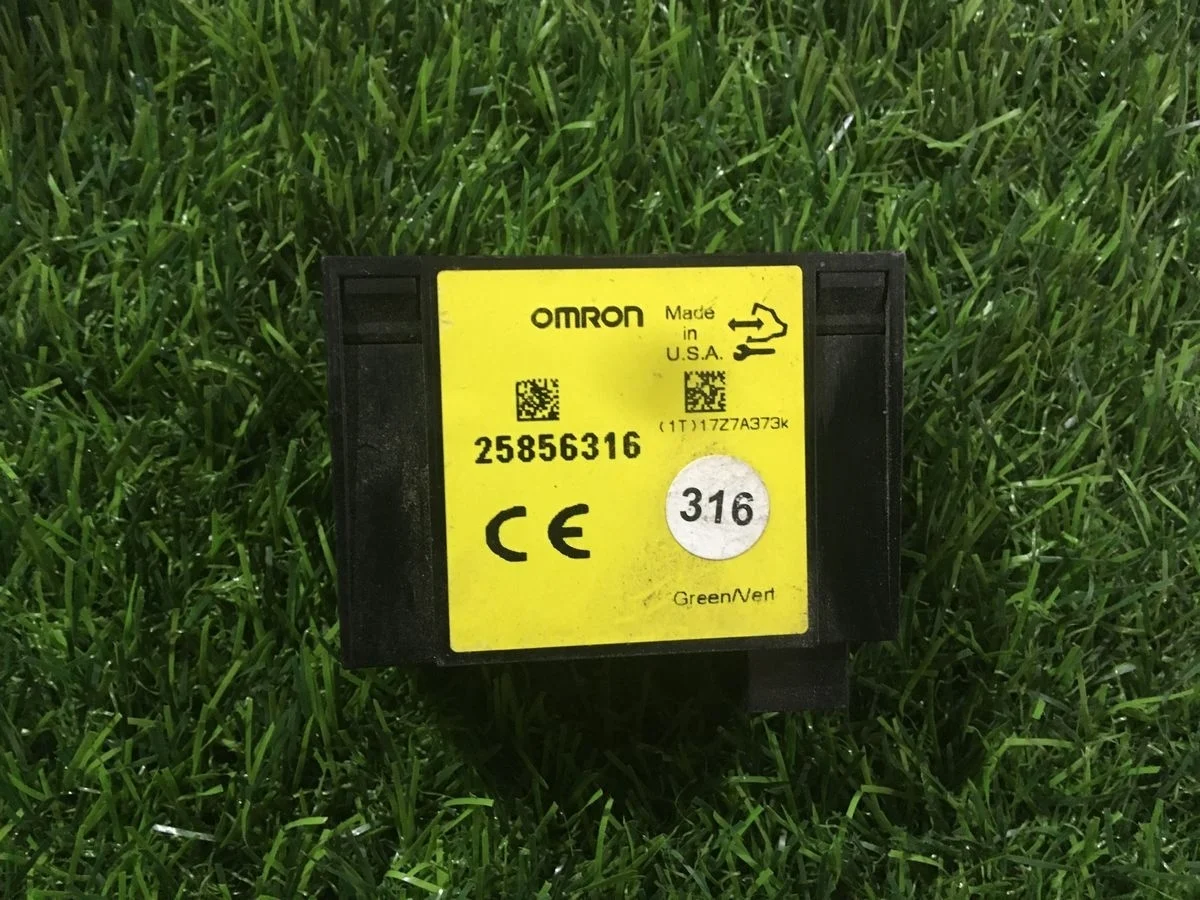 OMRON
Made
in
U.S.A.
25856316
(1T)17Z7A373k
CE
316
Green/Vert